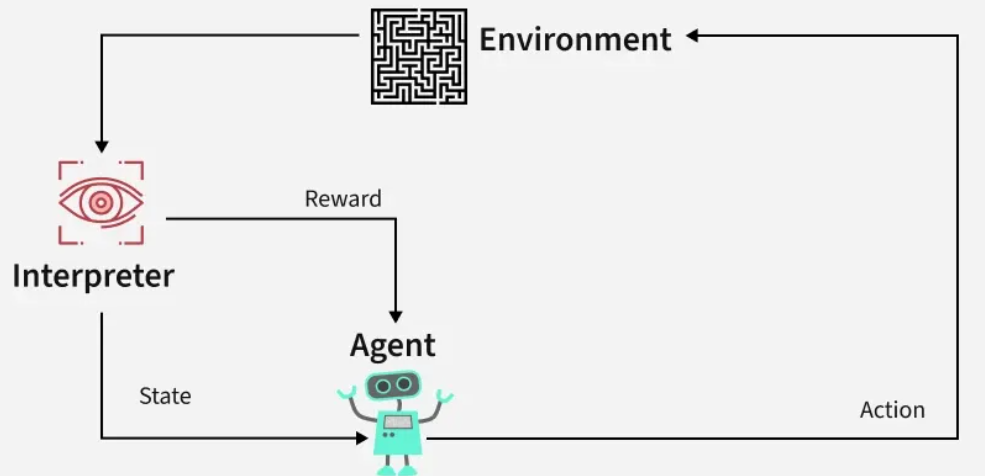 Environment
Reward
Interpreter
Agent
State
Action